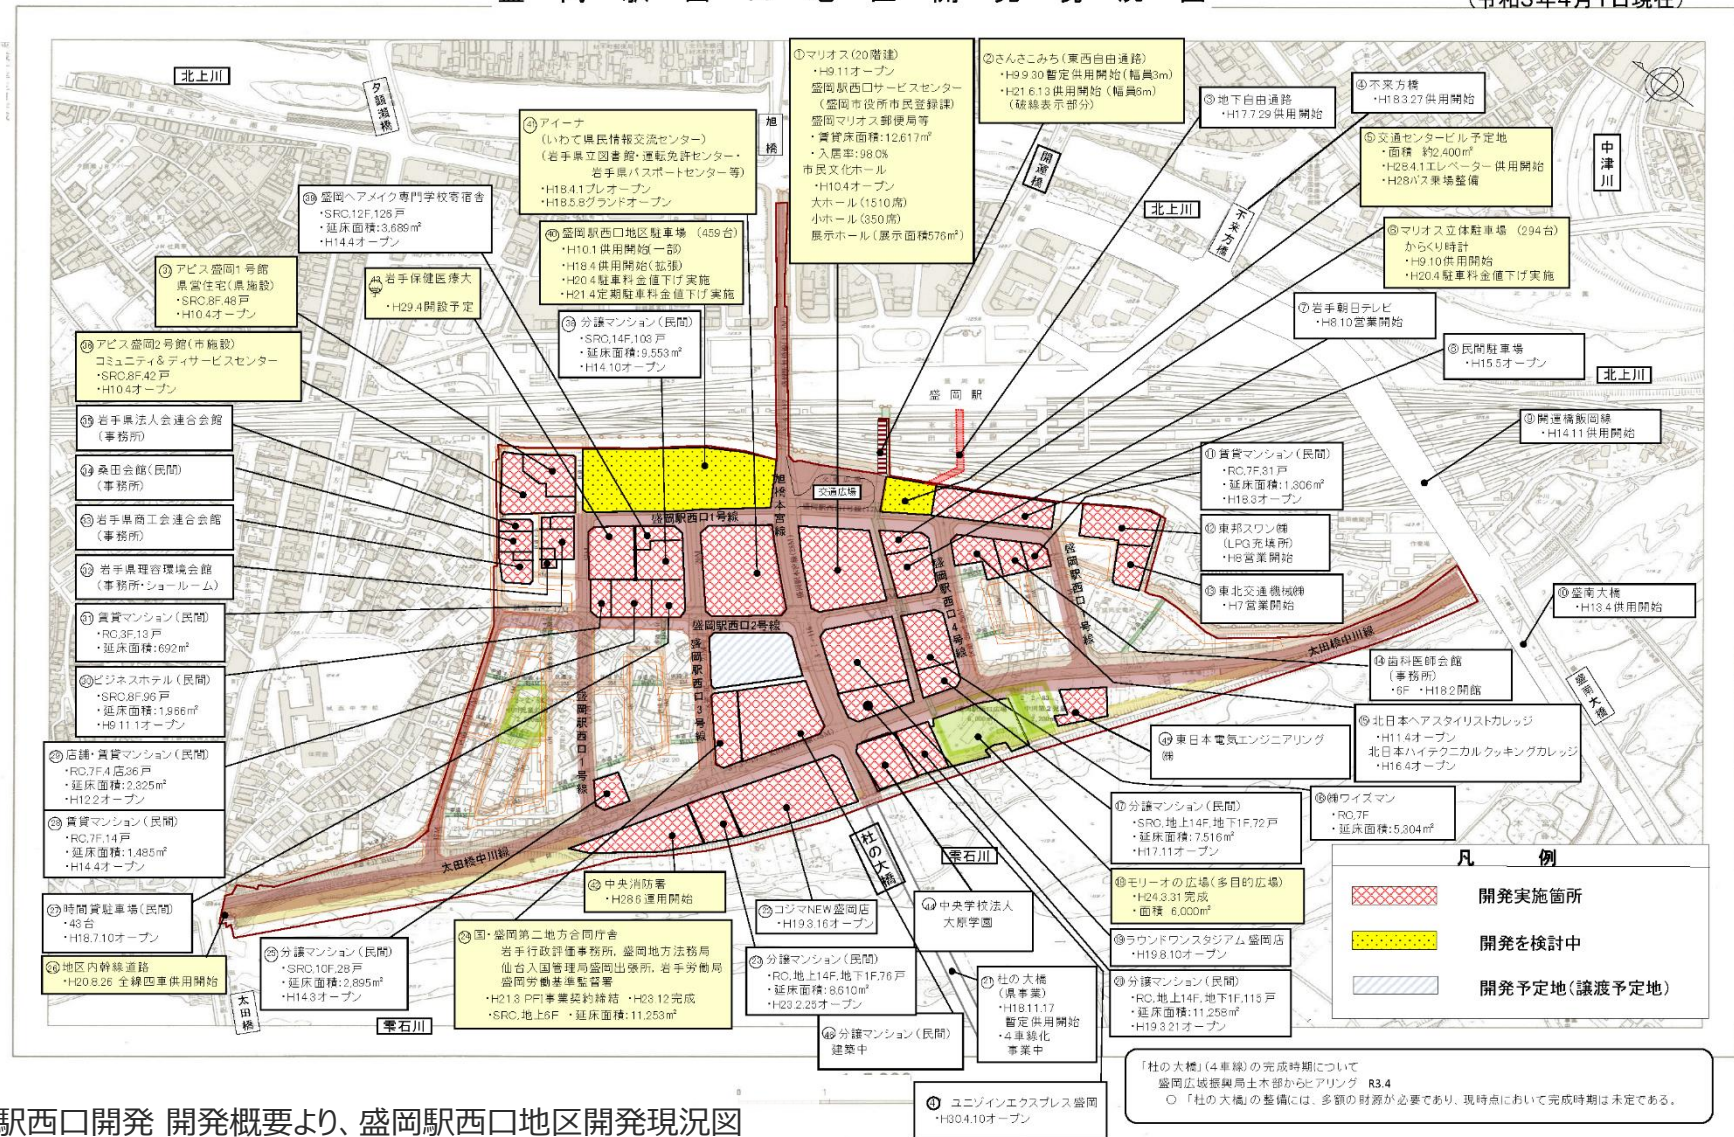 盛岡駅西口地区開発現況図
(令和3年4月1日現在)
北上川
夕顔瀬橋
旭橋
開運橋
北上川
不来方橋
中津川
①マリオス(20階建)
・H9.11オープン
盛岡駅西口サービスセンター
(盛岡市役所市民登録課)
盛岡マリオス郵便局等
・賃貸床面積:12,617㎡
・入居率:98.0%
市民文化ホール
・H10.4オープン
大ホール(1510席)
小ホール(350席)
展示ホール(展示面積576㎡)
②さんさこみち(東西自由通路)
・H9.9.30暫定供用開始(幅員3m)
・H21.6.13供用開始(幅員6m)
(破線表示部分)
③地下自由通路
・H17.7.29供用開始
④不来方橋
・H18.3.27供用開始
⑤交通センタービル予定地
・面積 約2,400㎡
・H28.4.1エレベーター供用開始
・H28バス乗場整備
⑥マリオス立体駐車場 (294台)
からくり時計
・H9.10供用開始
・H20.4駐車料金値下げ実施
⑦岩手朝日テレビ
・H8.10営業開始
⑧民間駐車場
・H15.5オープン
北上川
⑨開運橋飯岡線
・H14.11供用開始
㊶アイーナ
(いわて県民情報交流センター)
(岩手県立図書館・運転免許センター・
岩手県パスポートセンター等)
・H18.4.1プレオープン
・H18.5.8グランドオープン
㊴盛岡ヘアメイク専門学校寄宿舎
・SRC,12F,126戸
・延床面積:3,689㎡
・H14.4オープン
㊵盛岡駅西口地区駐車場 (459台)
・H10.1供用開始(一部)
・H18.4供用開始(拡張)
・H20.4駐車料金値下げ実施
・H21.4定期駐車料金値下げ実施
㊲アビス盛岡1号館
県営住宅(県施設)
・SRC,8F,48戸
・H10.4オープン
㊸岩手保健医療大学
・H29.4開設予定
㊳分譲マンション(民間)
・SRC,14F,103戸
・延床面積:9,553㎡
・H14.10オープン
㊱アビス盛岡2号館(市施設)
コミュニティ&デイサービスセンター
・SRC,8F,42戸
・H10.4オープン
㉟岩手県法人会連合会館
(事務所)
㉞桑田会館(民間)
(事務所)
㉝岩手県商工会連合会館
(事務所)
㉜岩手県理容環境会館
(事務所・ショールーム)
㉛賃貸マンション(民間)
・RC,3F,13戸
・延床面積:692㎡
㉚ビジネスホテル(民間)
・SRC,8F,96戸
・延床面積:1,966㎡
・H9.11.1オープン
㉙店舗・賃貸マンション(民間)
・RC,7F,4店,36戸
・延床面積:2,325㎡
・H12.2オープン
㉘賃貸マンション(民間)
・RC,7F,14戸
・延床面積:1,485㎡
・H14.4オープン
㉗時間貸駐車場(民間)
・43台
・H18.7.10オープン
㉖地区内幹線道路
・H20.8.26 全線四車供用開始
太田橋
雫石川
盛岡駅
交通広場
旭橋本宮線
盛岡駅西口1号線
盛岡駅西口2号線
盛岡駅西口3号線
盛岡駅西口4号線
盛岡駅西口1号線
盛岡駅西口1号線
太田橋中川線
太田橋中川線
⑪賃貸マンション(民間)
・RC,7F,31戸
・延床面積:1,306㎡
・H18.3オープン
⑫東邦スワン㈱
(LPG充填所)
・H8営業開始
⑬東北交通機械㈱
・H7営業開始
⑩盛南大橋
・H13.4供用開始
盛南大橋
⑭歯科医師会館
(事務所)
・6F ・H18.2開館
⑮北日本ヘアスタイリストカレッジ
・H11.4オープン
北日本ハイテクニカルクッキングカレッジ
・H16.4オープン
㊺東日本電気エンジニアリング
㈱
⑯㈱ワイズマン
・RC,7F
・延床面積:5,304㎡
⑰分譲マンション(民間)
・SRC,地上14F,地下1F,72戸
・延床面積:7,516㎡
・H17.11オープン
⑱モリーオの広場(多目的広場)
・H24.3.31完成
・面積 6,000㎡
⑲ラウンドワンスタジアム盛岡店
・H19.8.10オープン
⑳分譲マンション(民間)
・RC,地上14F,地下1F,115戸
・延床面積:11,258㎡
・H19.3.21オープン
杜の大橋
雫石川
㊹中央学校法人
大原学園
㉑杜の大橋
(県事業)
・H18.11.17
暫定供用開始
・4車線化
事業中
㊷中央消防署
・H28.6運用開始
㉒コジマNEW盛岡店
・H19.3.16オープン
㉓分譲マンション(民間)
・RC,地上14F,地下1F,76戸
・延床面積:8,610㎡
・H23.2.25オープン
㉔国・盛岡第二地方合同庁舎
岩手行政評価事務所, 盛岡地方法務局
仙台入国管理局盛岡出張所, 岩手労働局
盛岡労働基準監督署
・H21.3 PFI事業契約締結 ・H23.12完成
・SRC,地上6F ・延床面積:11,253㎡
㉕分譲マンション(民間)
・SRC,10F,28戸
・延床面積:2,895㎡
・H14.3オープン
分譲マンション(民間)
建築中
ユニゾインエクスプレス盛岡
・H30.4.10オープン
凡 例
開発実施箇所
開発を検討中
開発予定地(譲渡予定地)
「杜の大橋」(4車線)の完成時期について
盛岡広域振興局土木部からヒアリング R3.4
○ 「杜の大橋」の整備には、多額の財源が必要であり、現時点において完成時期は未定である。
駅西口開発 開発概要より、盛岡駅西口地区開発現況図